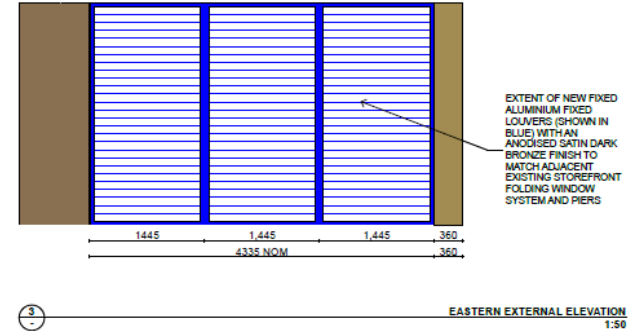 EXTENT OF NEW FIXED
ALUMINIUM FIXED
LOUVERS (SHOWN IN
BLUE) WITH AN
ANODISED SATIN DARK
BRONZE FINISH TO
MATCH ADJACENT
EXISTING STOREFRONT
FOLDING WINDOW
SYSTEM AND PIERS
1445 1,445 1,445 360
4335 NOM 360
3
-
EASTERN EXTERNAL ELEVATION
1:50